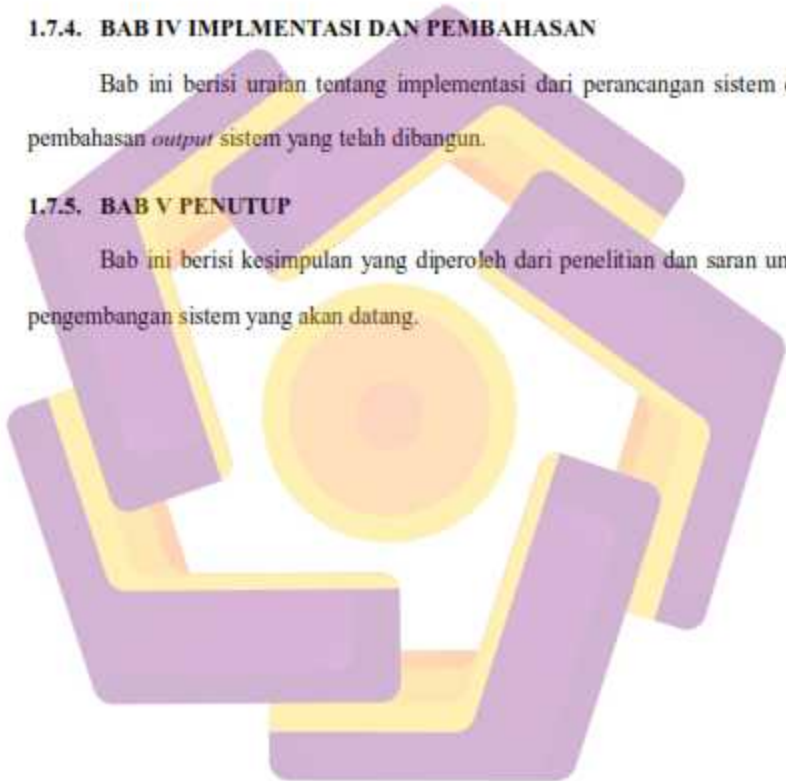 1.7.4. BAB IV IMPLMENTASI DAN PEMBAHASAN
Bab ini berisi uraian tentang implementasi dari perancangan sistem
pembahasan output sistem yang telah dibangun.
1.7.5. BAB V PENUTUP
Bab ini berisi kesimpulan yang diperoleh dari penelitian dan saran
pengembangan sistem yang akan datang.